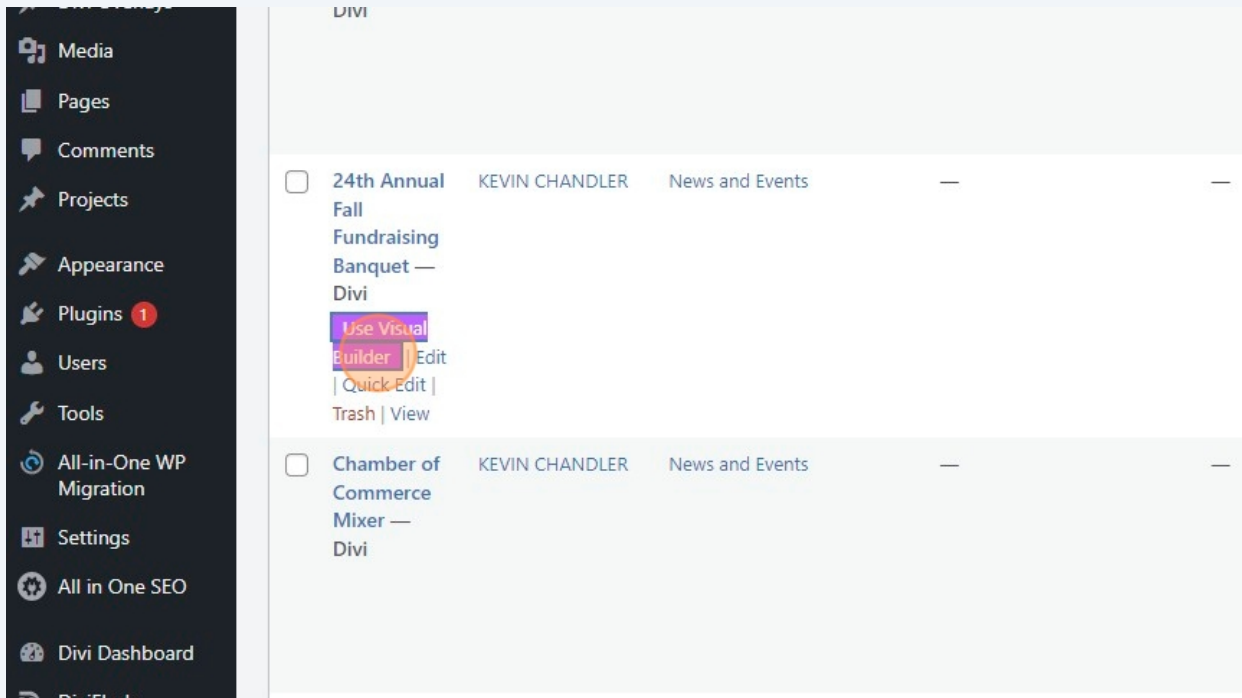 Divi Overlays
Media
Pages
Comments
Projects
Appearance
Plugins 1
Users
Tools
All-in-One WP
Migration
Settings
All in One SEO
Divi Dashboard
Divi
24th Annual
Fall
Fundraising
Banquet —
Divi
Use Visual
Builder | Edit
| Quick Edit |
Trash | View
KEVIN CHANDLER
News and Events
—
—
Chamber of
Commerce
Mixer —
Divi
KEVIN CHANDLER
News and Events
—
—